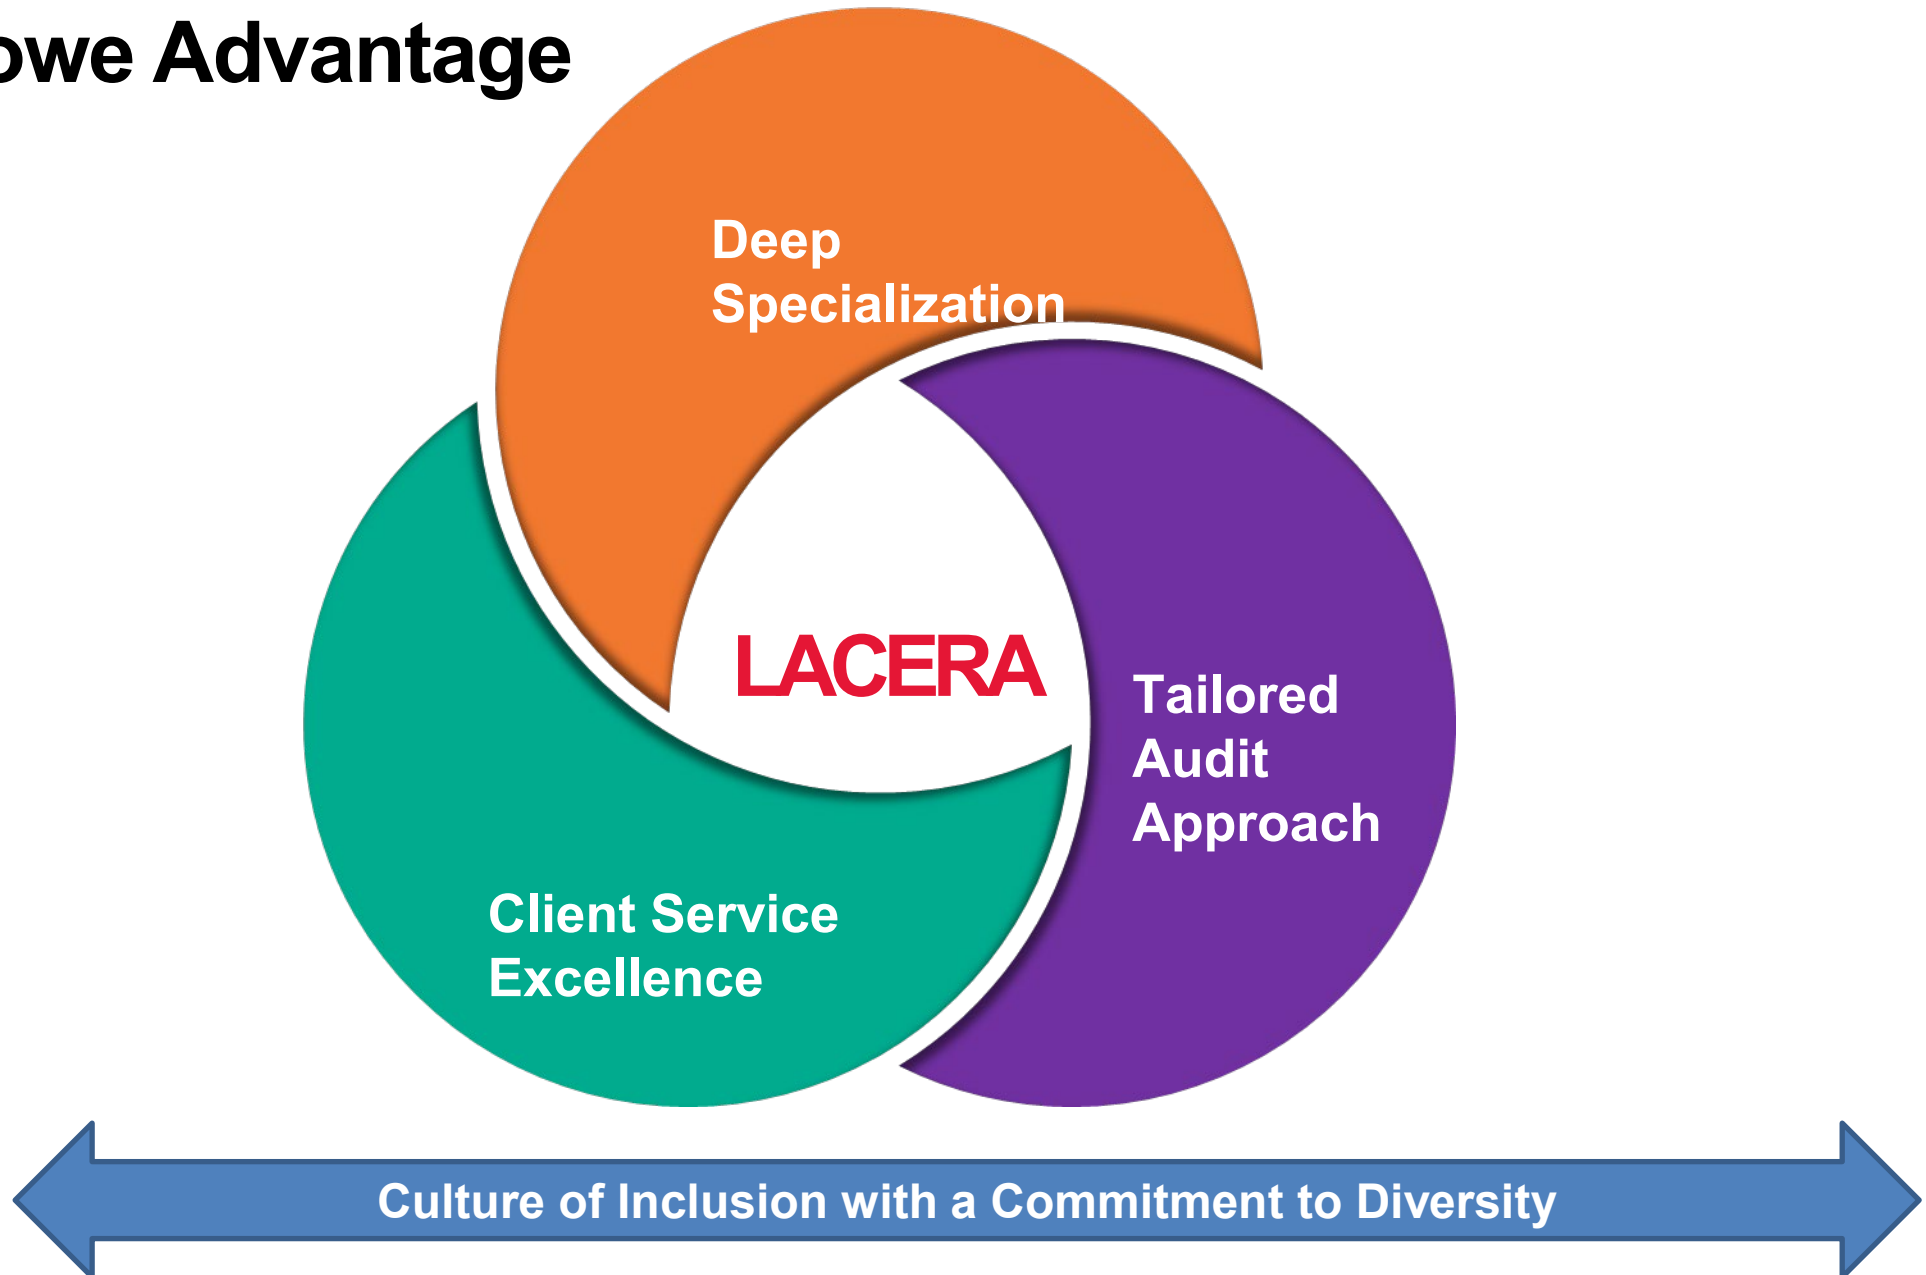 owe Advantage
Deep
Specialization
LACERA
Tailored
Audit
Approach
Client Service
Excellence
Culture of Inclusion with a Commitment to Diversity